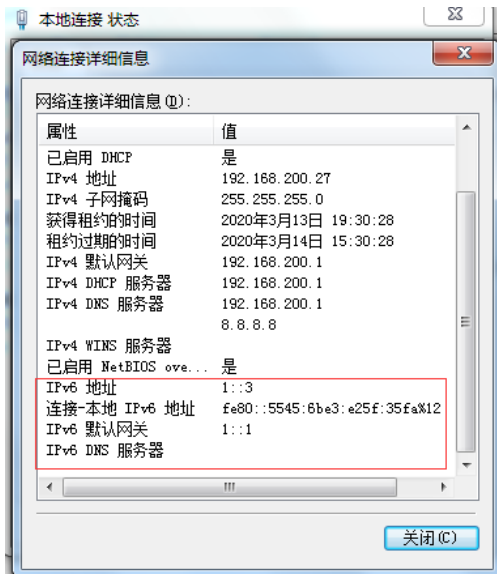 本地连接 状态
网络连接详细信息
网络连接详细信息(D):
属性 值
已启用 DHCP 是
IPv4 地址 192.168.200.27
IPv4 子网掩码 255.255.255.0
获得租约的时间 2020年3月13日 19:30:28
租约过期的时间 2020年3月14日 15:30:28
IPv4 默认网关 192.168.200.1
IPv4 DHCP 服务器 192.168.200.1
IPv4 DNS 服务器 192.168.200.1
8.8.8.8
IPv4 WINS 服务器
已启用 NetBIOS ove... 是
IPv6 地址 1::3
连接-本地 IPv6 地址 fe80::5545:6be3:e25f:35fa%12
IPv6 默认网关 1::1
IPv6 DNS 服务器
关闭(C)